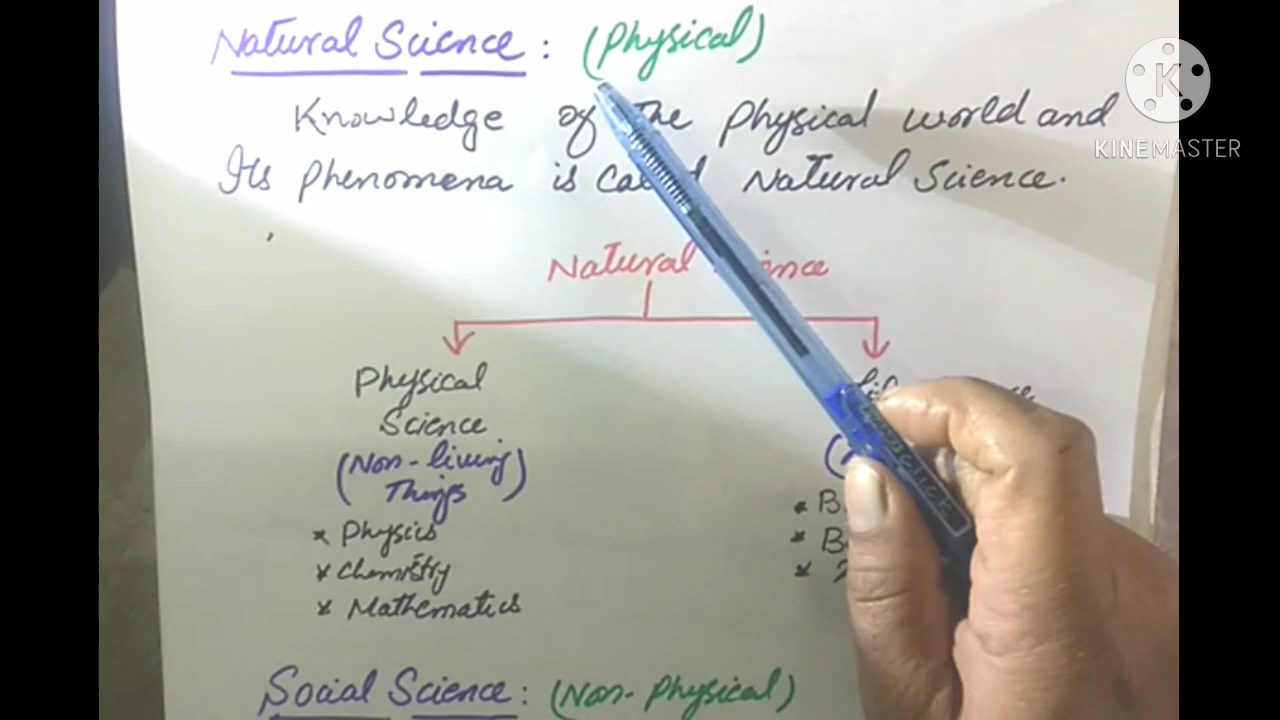 Natural Science : (Physical)
Knowledge of the Physical world and
Its Phenomena is called Natural Science.
Natural
Physical
Science
(Non-living
Things)
* Physics
* Chemistry
* Mathematics
Social Science : (Non-Physical)
K
KINEMASTER